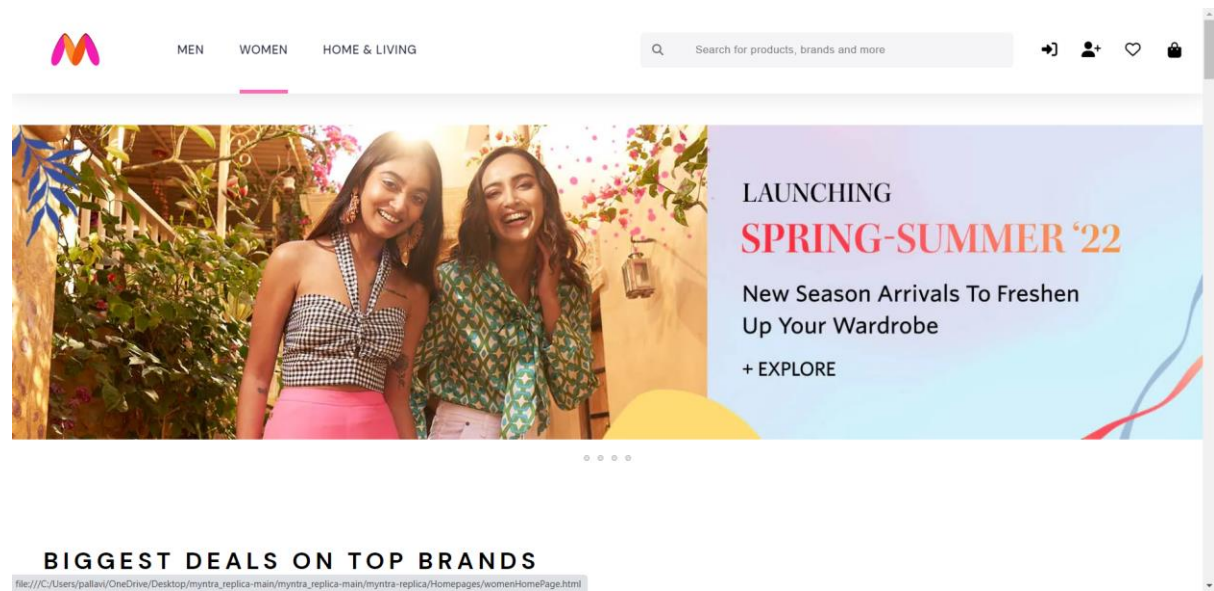 MEN WOMEN HOME & LIVING Search for products, brands and more
LAUNCHING
SPRING-SUMMER ‘22
New Season Arrivals To Freshen
Up Your Wardrobe
+ EXPLORE
BIGGEST DEALS ON TOP BRANDS
file:///C:/Users/pallavi/OneDrive/Desktop/myntra_replica-main/myntra_replica-main/myntra-replica/Homepages/womenHomePage.html